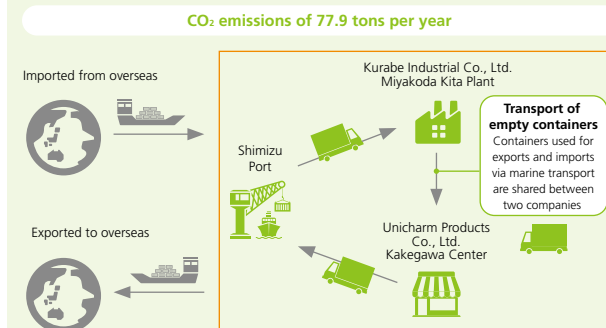 CO₂ emissions of 77.9 tons per year
Imported from overseas
Kurabe Industrial Co., Ltd.
Miyakoda Kita Plant
Transport of
empty containers
Containers used for
exports and imports
via marine transport
are shared between
two companies
Shimizu
Port
Exported to overseas
Unicharm Products
Co., Ltd.
Kakegawa Center